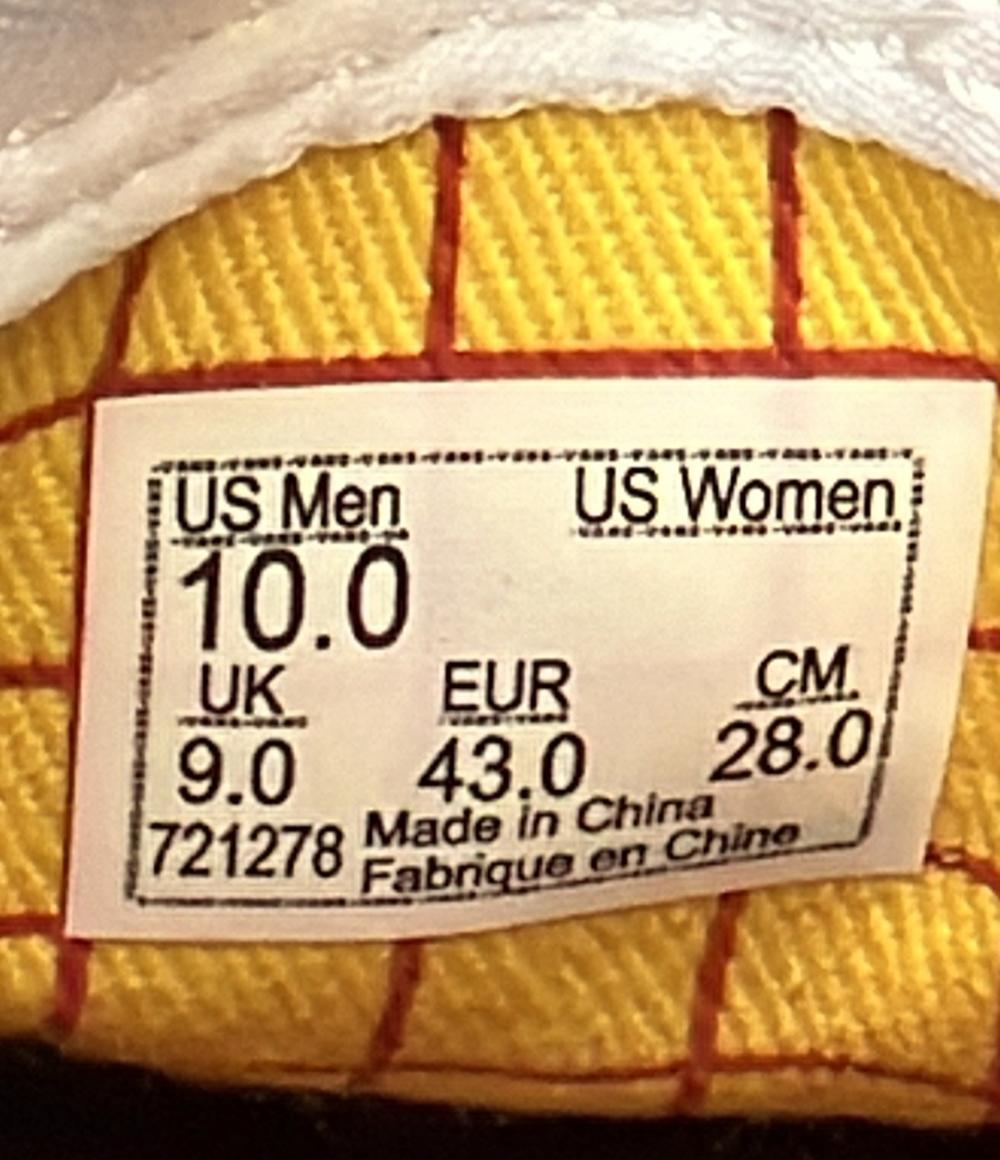 US Men US Women
10.0
UK EUR CM
9.0 43.0 28.0
721278 Made in China
Fabrique en Chine